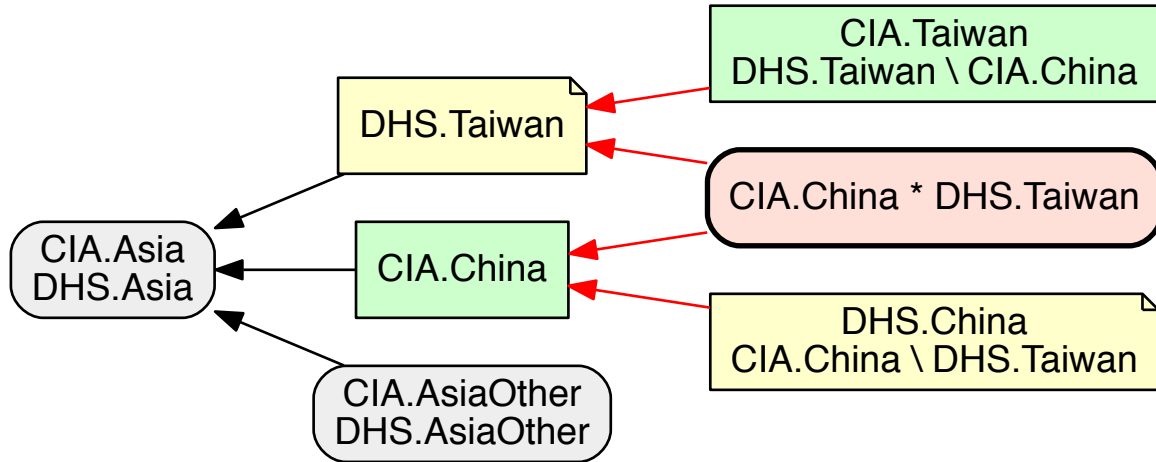 CIA.Taiwan
DHS.Taiwan \ CIA.China
DHS.Taiwan
CIA.China * DHS.Taiwan
CIA.Asia
DHS.Asia
CIA.China
DHS.China
CIA.China \ DHS.Taiwan
CIA.AsiaOther
DHS.AsiaOther